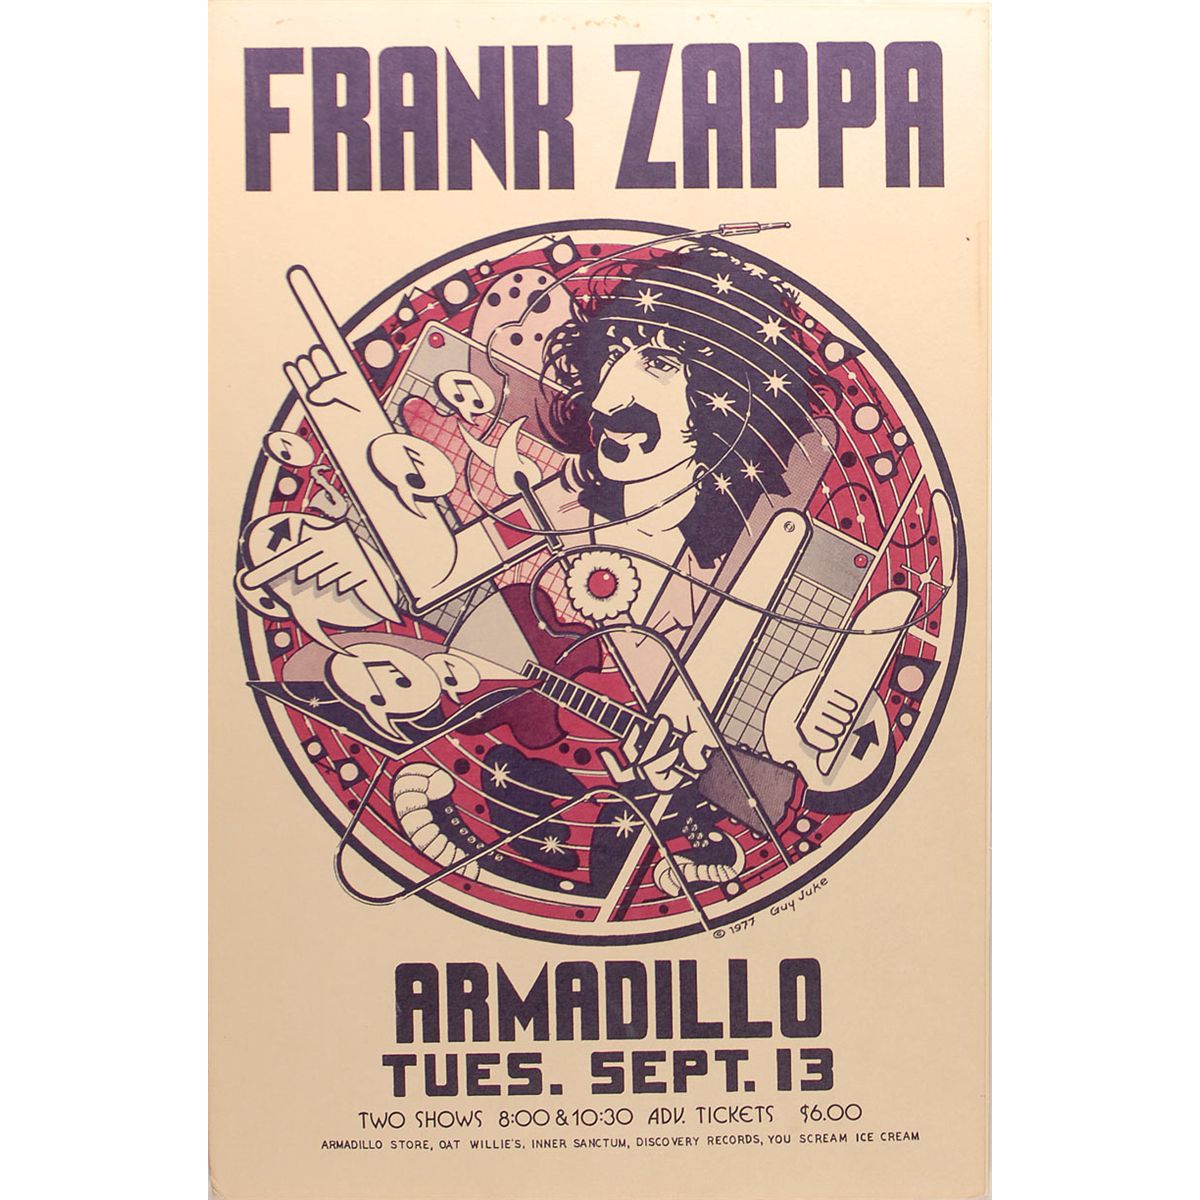 FRANK ZAPPA
© 1977 Guy Juke
ARMADILLO
TUES. SEPT. 13
TWO SHOWS 8:00 & 10:30 ADV. TICKETS $6.00
ARMADILLO STORE, OAT WILLIE'S, INNER SANCTUM, DISCOVERY RECORDS, YOU SCREAM ICE CREAM